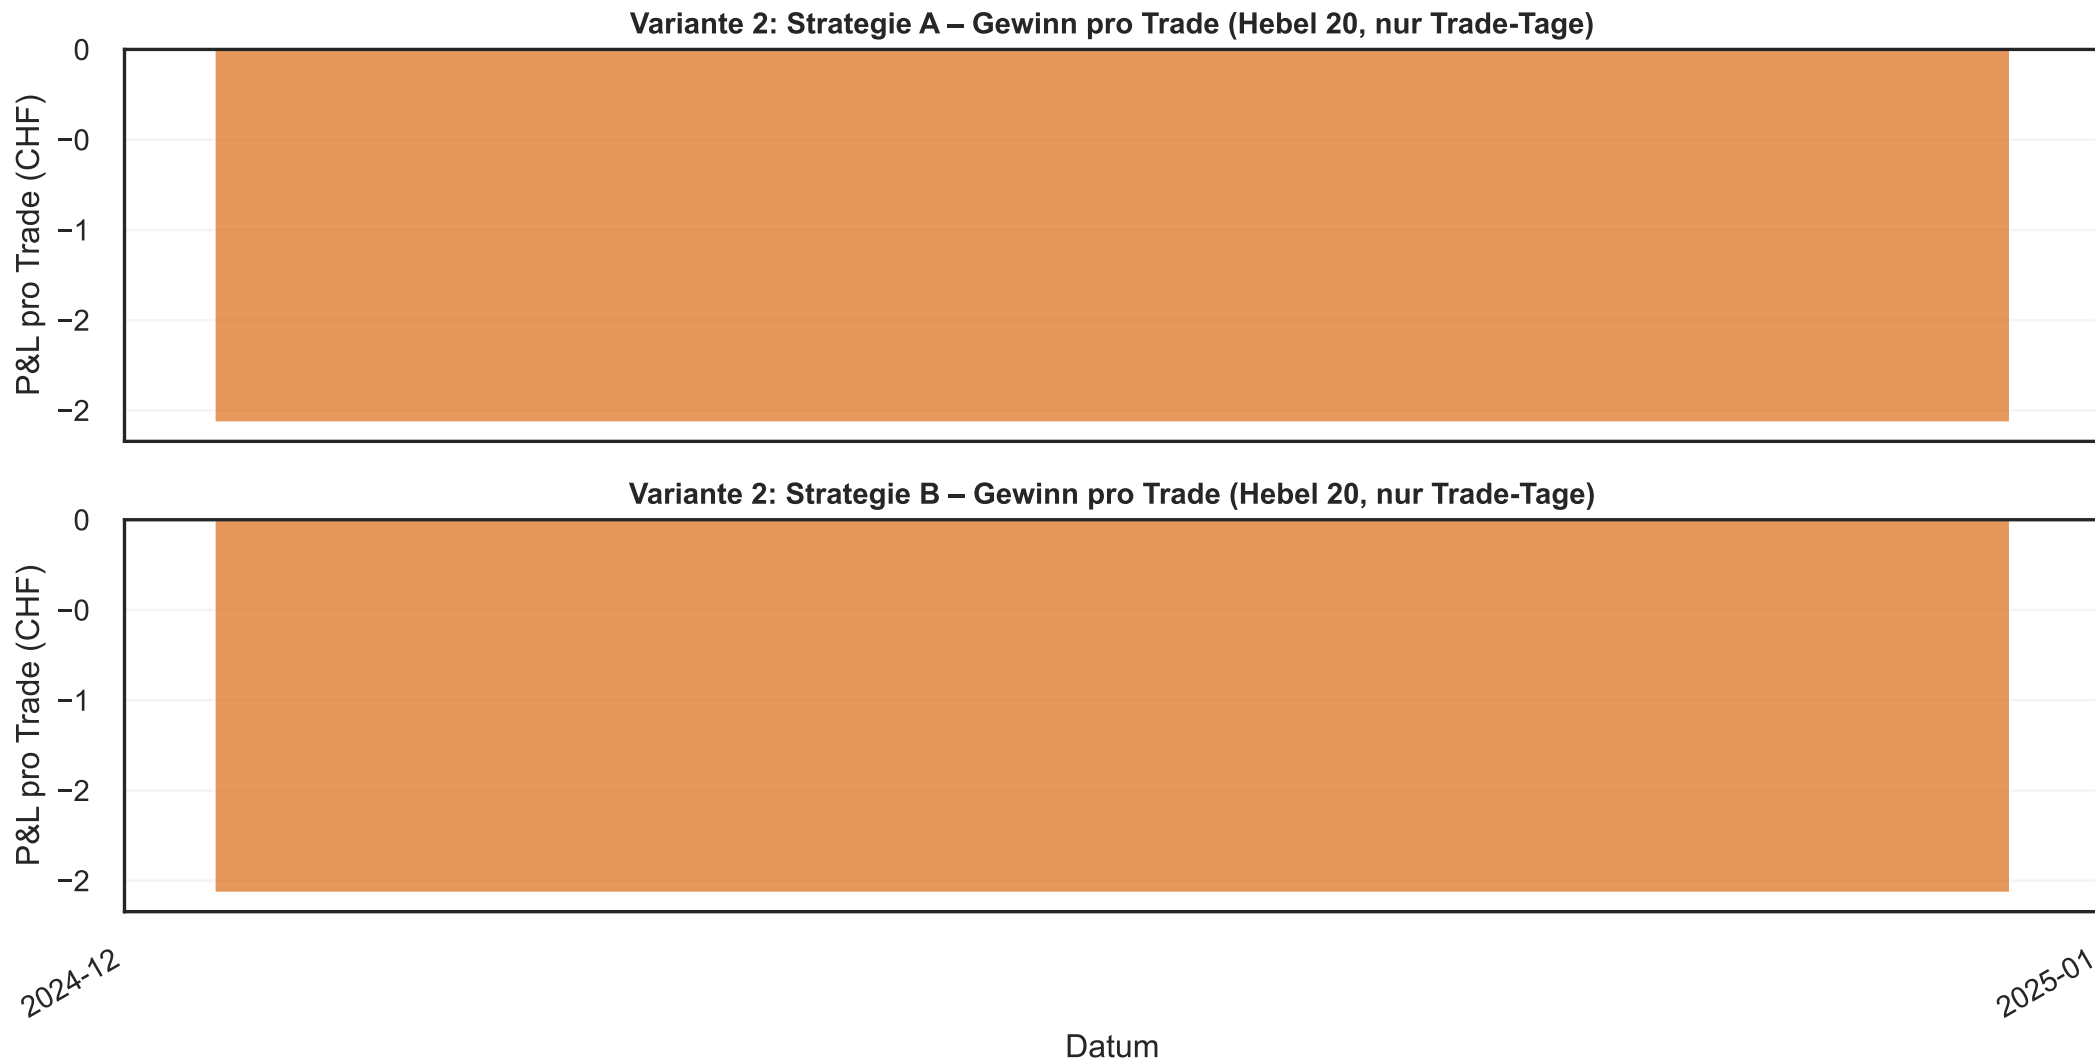 Variante 2: Strategie A – Gewinn pro Trade (Hebel 20, nur Trade-Tage)
P&L pro Trade (CHF)
0
−0
−1
−2
−2
Variante 2: Strategie B – Gewinn pro Trade (Hebel 20, nur Trade-Tage)
P&L pro Trade (CHF)
0
−0
−1
−2
−2
2024-12
2025-01
Datum